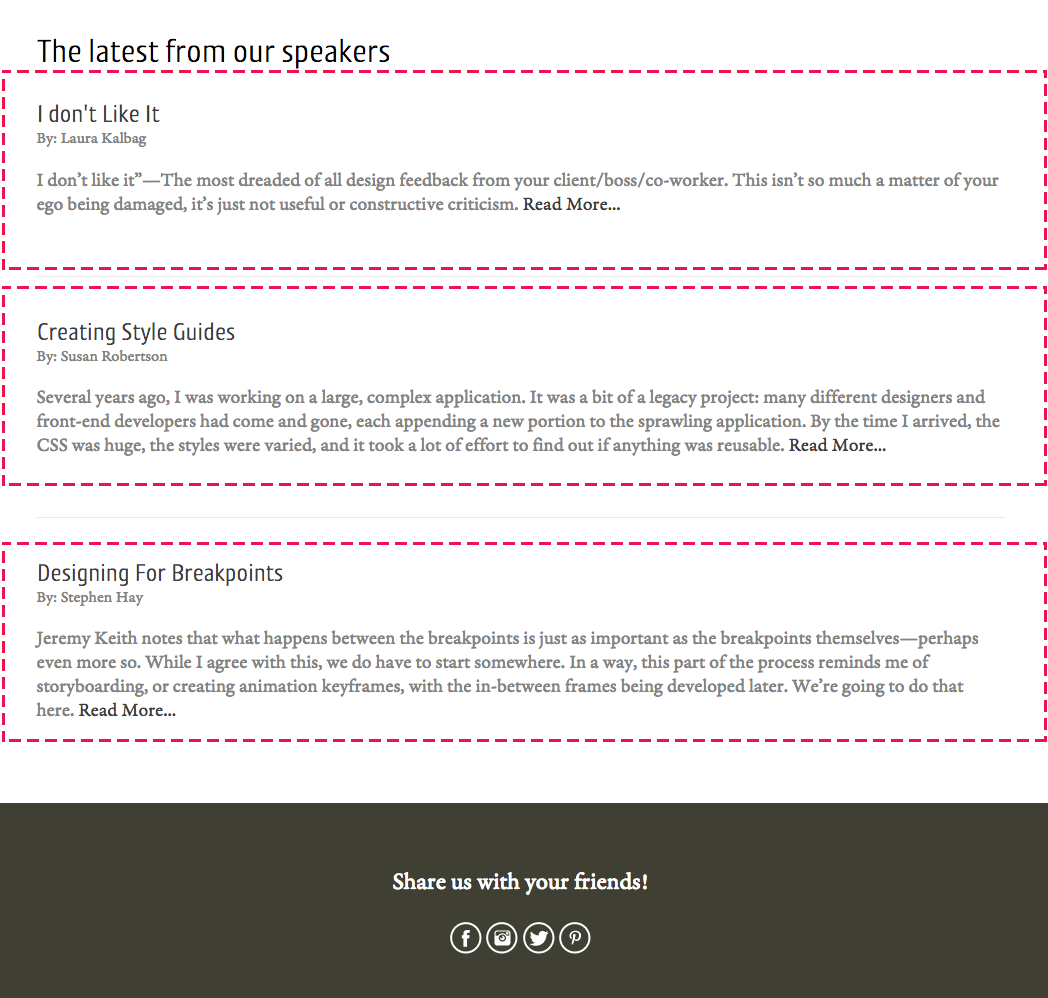 The latest from our speakers
I don't Like It
By: Laura Kalbag
I don’t like it”—The most dreaded of all design feedback from your client/boss/co-worker. This isn’t so much a matter of your
ego being damaged, it’s just not useful or constructive criticism. Read More...
Creating Style Guides
By: Susan Robertson
Several years ago, I was working on a large, complex application. It was a bit of a legacy project: many different designers and
front-end developers had come and gone, each appending a new portion to the sprawling application. By the time I arrived, the
CSS was huge, the styles were varied, and it took a lot of effort to find out if anything was reusable. Read More...
Designing For Breakpoints
By: Stephen Hay
Jeremy Keith notes that what happens between the breakpoints is just as important as the breakpoints themselves—perhaps
even more so. While I agree with this, we do have to start somewhere. In a way, this part of the process reminds me of
storyboarding, or creating animation keyframes, with the in-between frames being developed later. We’re going to do that
here. Read More...
Share us with your friends!